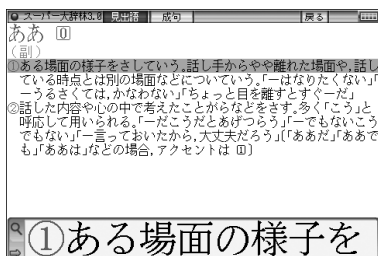 スーパー大辞林3.0 見出語 成句 戻る
ああ ⓪
（副）
①ある場面の様子をさしていう。話し手からやや離れた場面や,話し
ている時点とは別の場面などについていう。「ーはなりたくない」「
ーうるさくては,かなわない」「ちょっと目を離すとすぐーだ」
②話した内容や心の中で考えたことがらなどをさす。多く「こう」と
呼応して用いられる。「ーだこうだとあげつらう」「ーでもないこう
でもない」「ー言っておいたから,大丈夫だろう」〔「ああだ」「ああで
も」「ああは」などの場合,アクセントは ⓪〕
①ある場面の様子を